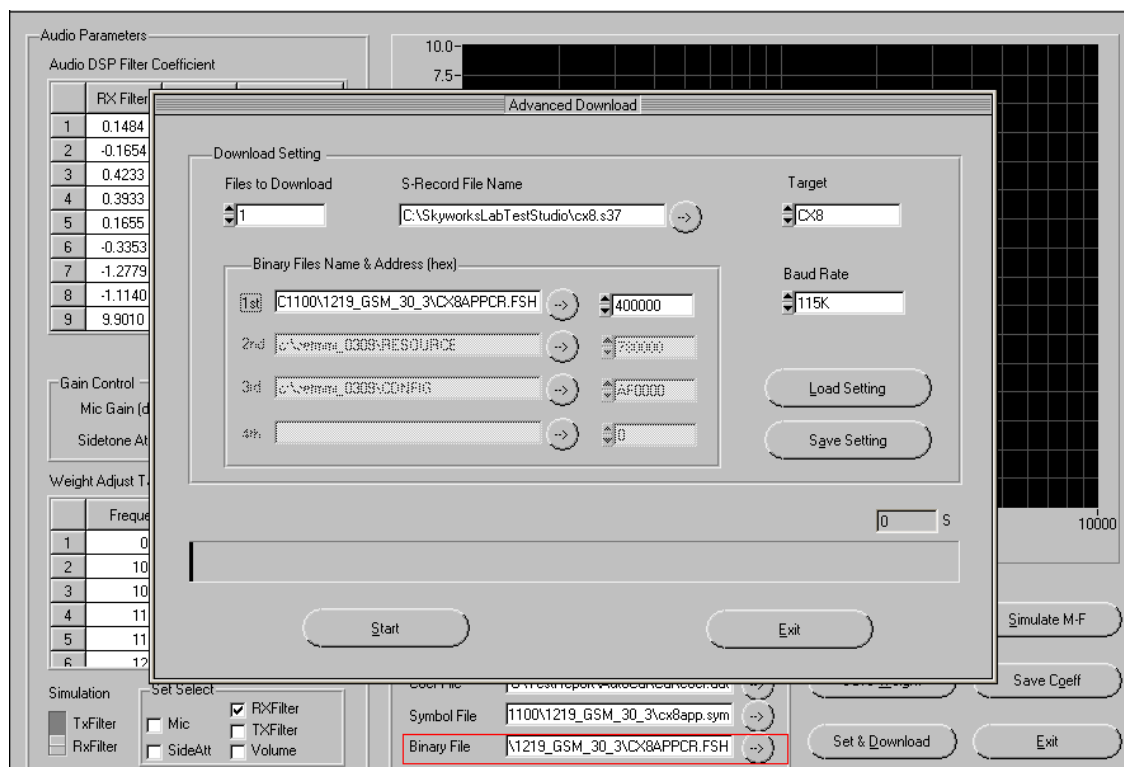 Audio Parameters
Audio DSP Filter Coefficient
RX Filter
1 0.1484
2 -0.1654
3 0.4233
4 0.3933
5 0.1655
6 -0.3353
7 -1.2779
8 -1.1140
9 9.9010
10.0-
7.5-
Advanced Download
Download Setting
Files to Download
1
S-Record File Name
C:\SkyworksLabTestStudio\cx8.s37 -->
Target
CX8
Binary Files Name & Address (hex)
1st C1100\1219_GSM_30_3\CX8APPCR.FSH --> 400000
2nd --> 
3rd --> AF0000
4th --> 0
Baud Rate
115K
Load Setting
Save Setting
0 S
Start
Exit
Gain Control
Mic Gain (d
Sidetone At
Weight Adjust T
Freque
1 0
2 10
3 10
4 11
5 11
6 12
10000
Simulation
TxFilter
RxFilter
Set Select
Mic
SideAtt
RXFilter
TXFilter
Volume
Symbol File 1100\1219_GSM_30_3\cx8app.sym -->
Binary File \1219_GSM_30_3\CX8APPCR.FSH -->
Simulate M-F
Save Coeff
Set & Download
Exit